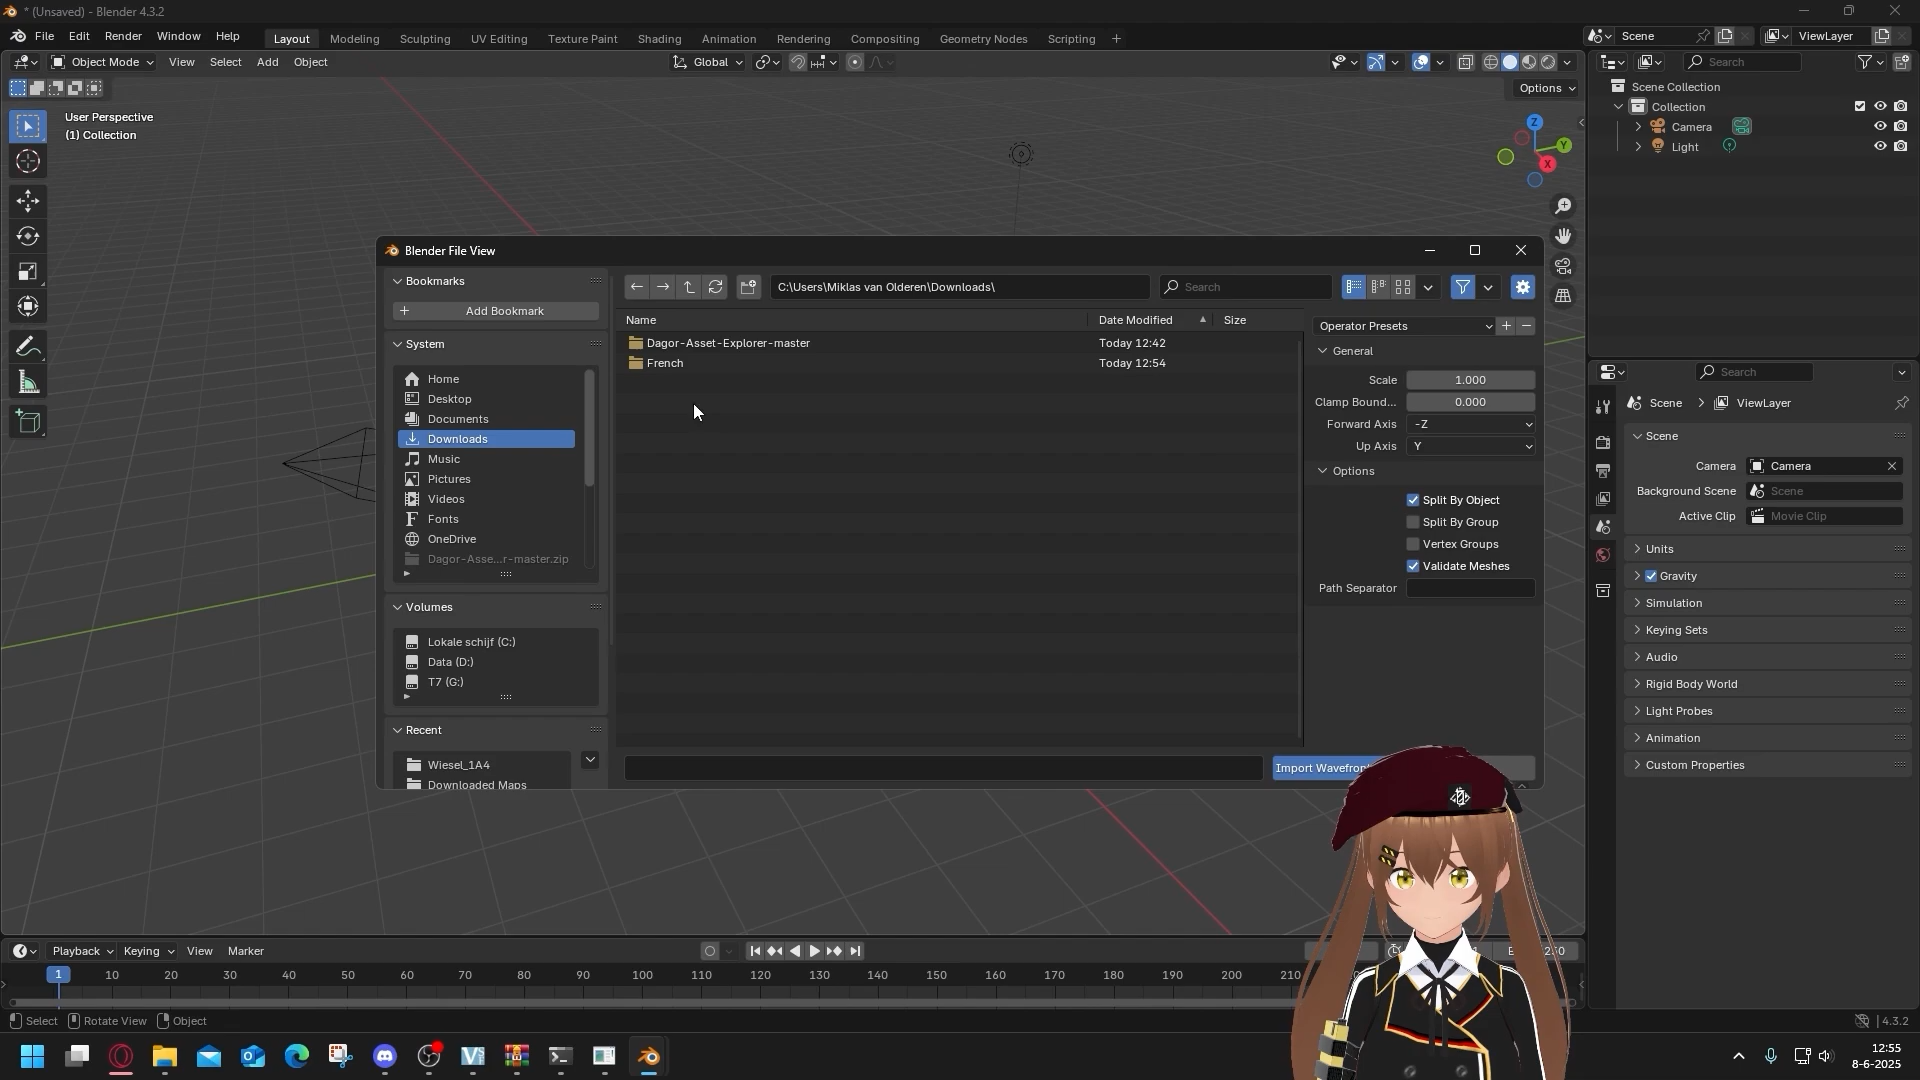 * (Unsaved) - Blender 4.3.2
File Edit Render Window Help
Layout Modeling Sculpting UV Editing Texture Paint Shading Animation Rendering Compositing Geometry Nodes Scripting +
Scene ViewLayer
Object Mode View Select Add Object
Global
Search
Options
User Perspective
(1) Collection
Z
Y
X
Scene Collection
Collection
Camera
Light
Blender File View
Bookmarks
+ Add Bookmark
System
Home
Desktop
Documents
Downloads
Music
Pictures
Videos
Fonts
OneDrive
Dagor-Asse...r-master.zip
Volumes
Lokale schijf (C:)
Data (D:)
T7 (G:)
Recent
Wiesel_1A4
Downloaded Maps
C:\Users\Miklas van Olderen\Downloads\
Search
Name Date Modified Size
Dagor-Asset-Explorer-master Today 12:42
French Today 12:54
Operator Presets
General
Scale 1.000
Clamp Bound... 0.000
Forward Axis -Z
Up Axis Y
Options
Split By Object
Split By Group
Vertex Groups
Validate Meshes
Path Separator
Import Wavefront
Search
Scene ViewLayer
Scene
Camera Camera
Background Scene Scene
Active Clip Movie Clip
Units
Gravity
Simulation
Keying Sets
Audio
Rigid Body World
Light Probes
Animation
Custom Properties
Playback Keying View Marker
1 10 20 30 40 50 60 70 80 90 100 110 120 130 140 150 160 170 180 190 200 210
Select Rotate View Object
4.3.2
12:55
8-6-2025